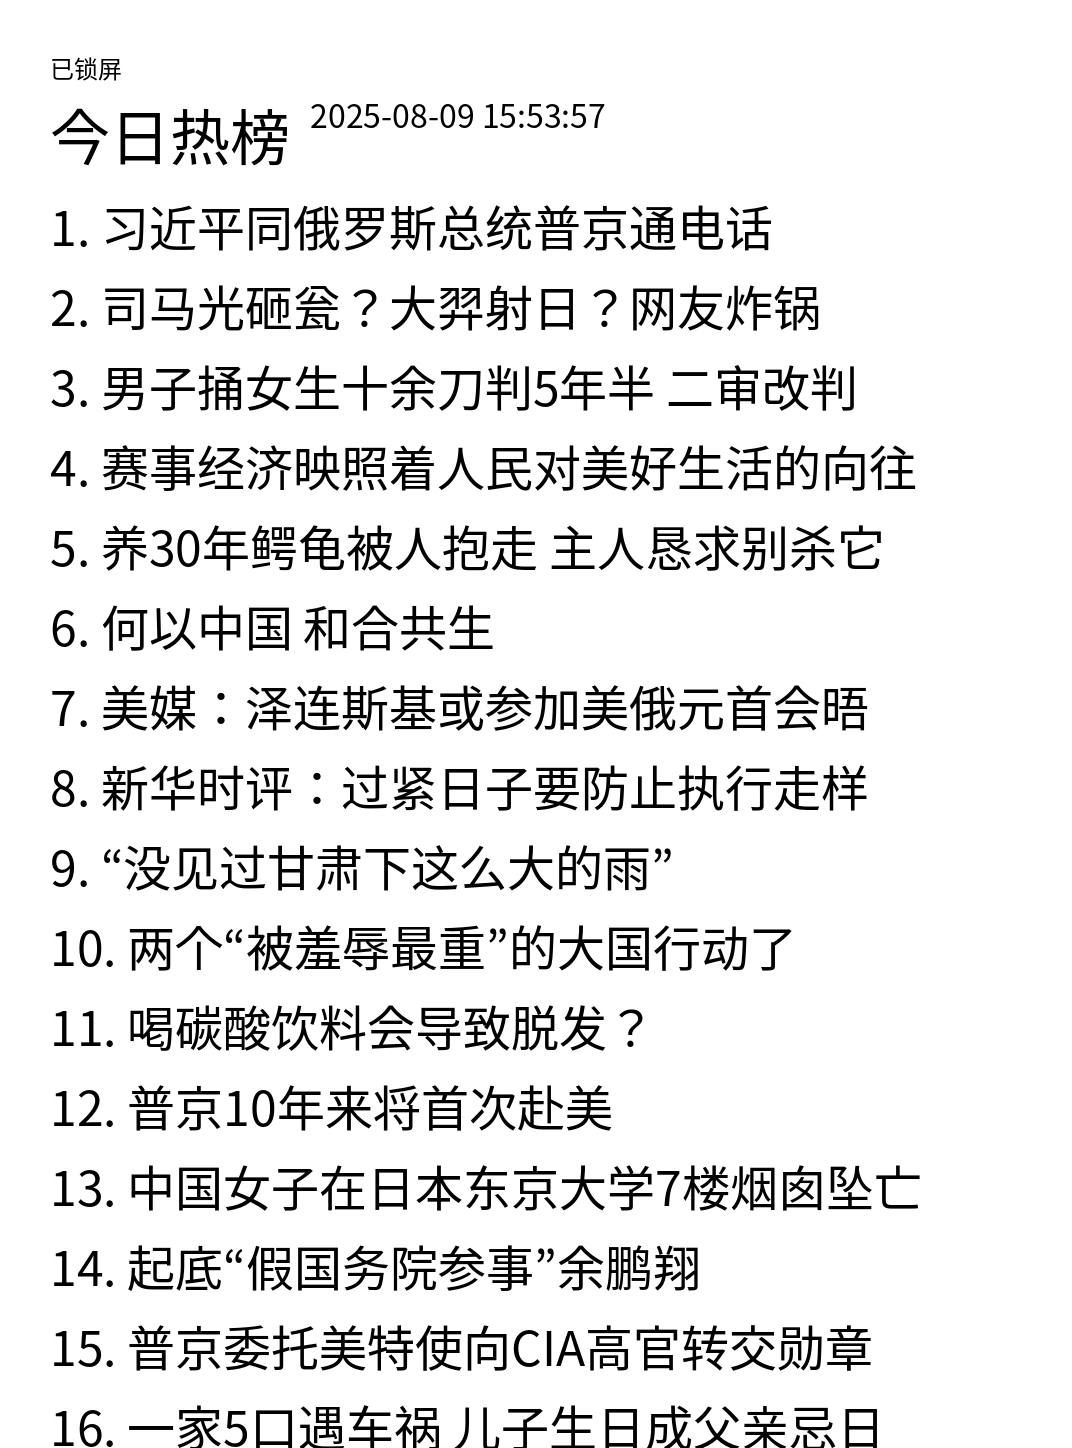 已锁屏
今日热榜 2025-08-09 15:53:57
1. 习近平同俄罗斯总统普京通电话
2. 司马光砸瓮？大羿射日？网友炸锅
3. 男子捅女生十余刀判5年半 二审改判
4. 赛事经济映照着人民对美好生活的向往
5. 养30年鳄龟被人抱走 主人恳求别杀它
6. 何以中国 和合共生
7. 美媒：泽连斯基或参加美俄元首会晤
8. 新华时评：过紧日子要防止执行走样
9. “没见过甘肃下这么大的雨”
10. 两个“被羞辱最重”的大国行动了
11. 喝碳酸饮料会导致脱发？
12. 普京10年来将首次赴美
13. 中国女子在日本东京大学7楼烟囱坠亡
14. 起底“假国务院参事”余鹏翔
15. 普京委托美特使向CIA高官转交勋章
16. 一家5口遇车祸 儿子生日成父亲忌日